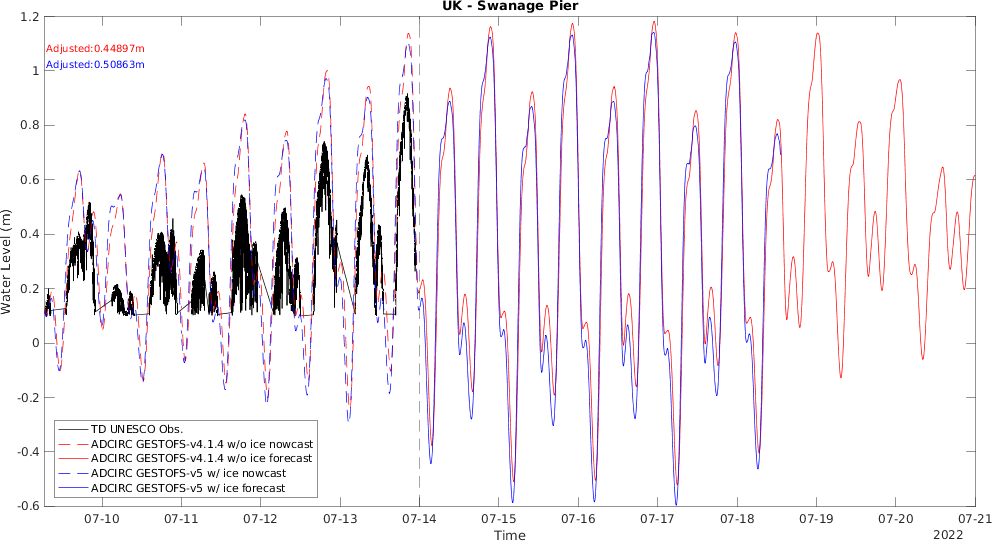 UK - Swanage Pier
1.2
Adjusted:0.44897m
Adjusted:0.50863m
1
0.8
0.6
0.4
0.2
0
-0.2
-0.4
-0.6
Water Level (m)
TD UNESCO Obs.
ADCIRC GESTOFS-v4.1.4 w/o ice nowcast
ADCIRC GESTOFS-v4.1.4 w/o ice forecast
ADCIRC GESTOFS-v5 w/ ice nowcast
ADCIRC GESTOFS-v5 w/ ice forecast
07-10 07-11 07-12 07-13 07-14 07-15 07-16 07-17 07-18 07-19 07-20 07-21
Time
2022